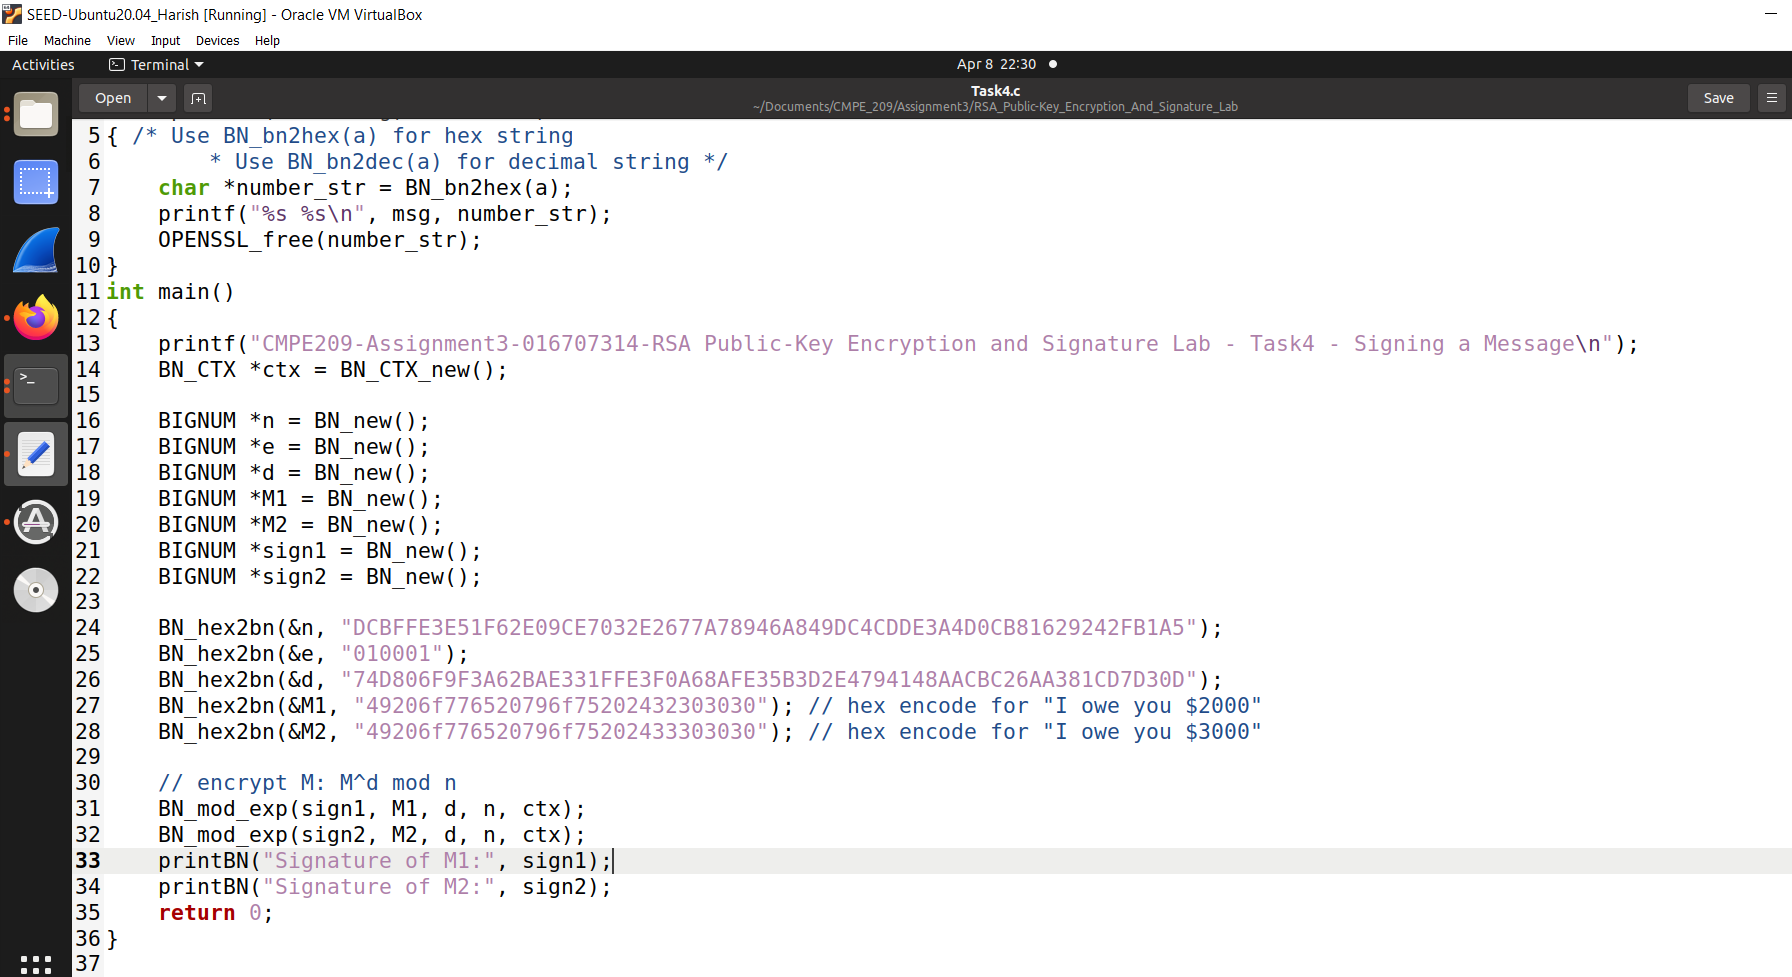 SEED-Ubuntu20.04_Harish [Running] - Oracle VM VirtualBox
File Machine View Input Devices Help
Activities Terminal Apr 8 22:30
Open Task4.c Save
~/Documents/CMPE_209/Assignment3/RSA_Public-Key_Encryption_And_Signature_Lab
5 { /* Use BN_bn2hex(a) for hex string
6         * Use BN_bn2dec(a) for decimal string */
7     char *number_str = BN_bn2hex(a);
8     printf("%s %s\n", msg, number_str);
9     OPENSSL_free(number_str);
10 }
11 int main()
12 {
13     printf("CMPE209-Assignment3-016707314-RSA Public-Key Encryption and Signature Lab - Task4 - Signing a Message\n");
14     BN_CTX *ctx = BN_CTX_new();
15
16     BIGNUM *n = BN_new();
17     BIGNUM *e = BN_new();
18     BIGNUM *d = BN_new();
19     BIGNUM *M1 = BN_new();
20     BIGNUM *M2 = BN_new();
21     BIGNUM *sign1 = BN_new();
22     BIGNUM *sign2 = BN_new();
23
24     BN_hex2bn(&n, "DCBFFE3E51F62E09CE7032E2677A78946A849DC4CDDE3A4D0CB81629242FB1A5");
25     BN_hex2bn(&e, "010001");
26     BN_hex2bn(&d, "74D806F9F3A62BAE331FFE3F0A68AFE35B3D2E4794148AACBC26AA381CD7D30D");
27     BN_hex2bn(&M1, "49206f776520796f75202432303030"); // hex encode for "I owe you $2000"
28     BN_hex2bn(&M2, "49206f776520796f75202433303030"); // hex encode for "I owe you $3000"
29
30     // encrypt M: M^d mod n
31     BN_mod_exp(sign1, M1, d, n, ctx);
32     BN_mod_exp(sign2, M2, d, n, ctx);
33     printBN("Signature of M1:", sign1);
34     printBN("Signature of M2:", sign2);
35     return 0;
36 }
37